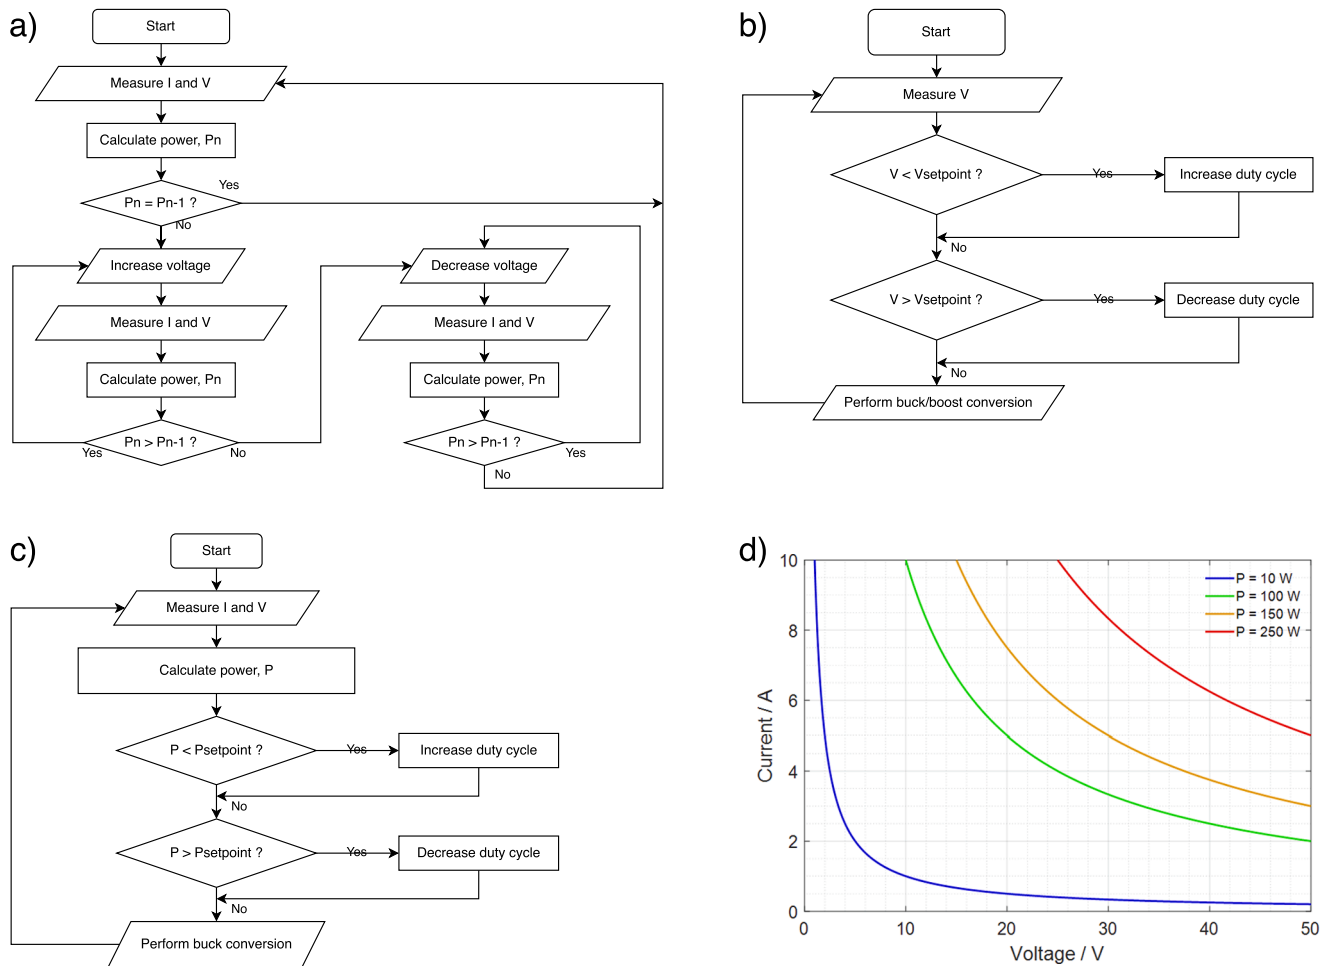 a)
Start
Measure I and V
Calculate power, Pn
Pn = Pn-1 ?
Yes
No
Increase voltage
Measure I and V
Calculate power, Pn
Pn > Pn-1 ?
Yes
No
Decrease voltage
Measure I and V
Calculate power, Pn
Pn > Pn-1 ?
Yes
No
b)
Start
Measure V
V < Vsetpoint ?
Yes
Increase duty cycle
No
V > Vsetpoint ?
Yes
Decrease duty cycle
No
Perform buck/boost conversion
c)
Start
Measure I and V
Calculate power, P
P < Psetpoint ?
Yes
Increase duty cycle
No
P > Psetpoint ?
Yes
Decrease duty cycle
No
Perform buck conversion
d)
P = 10 W
P = 100 W
P = 150 W
P = 250 W
10
8
6
4
2
0
Current / A
0 10 20 30 40 50
Voltage / V